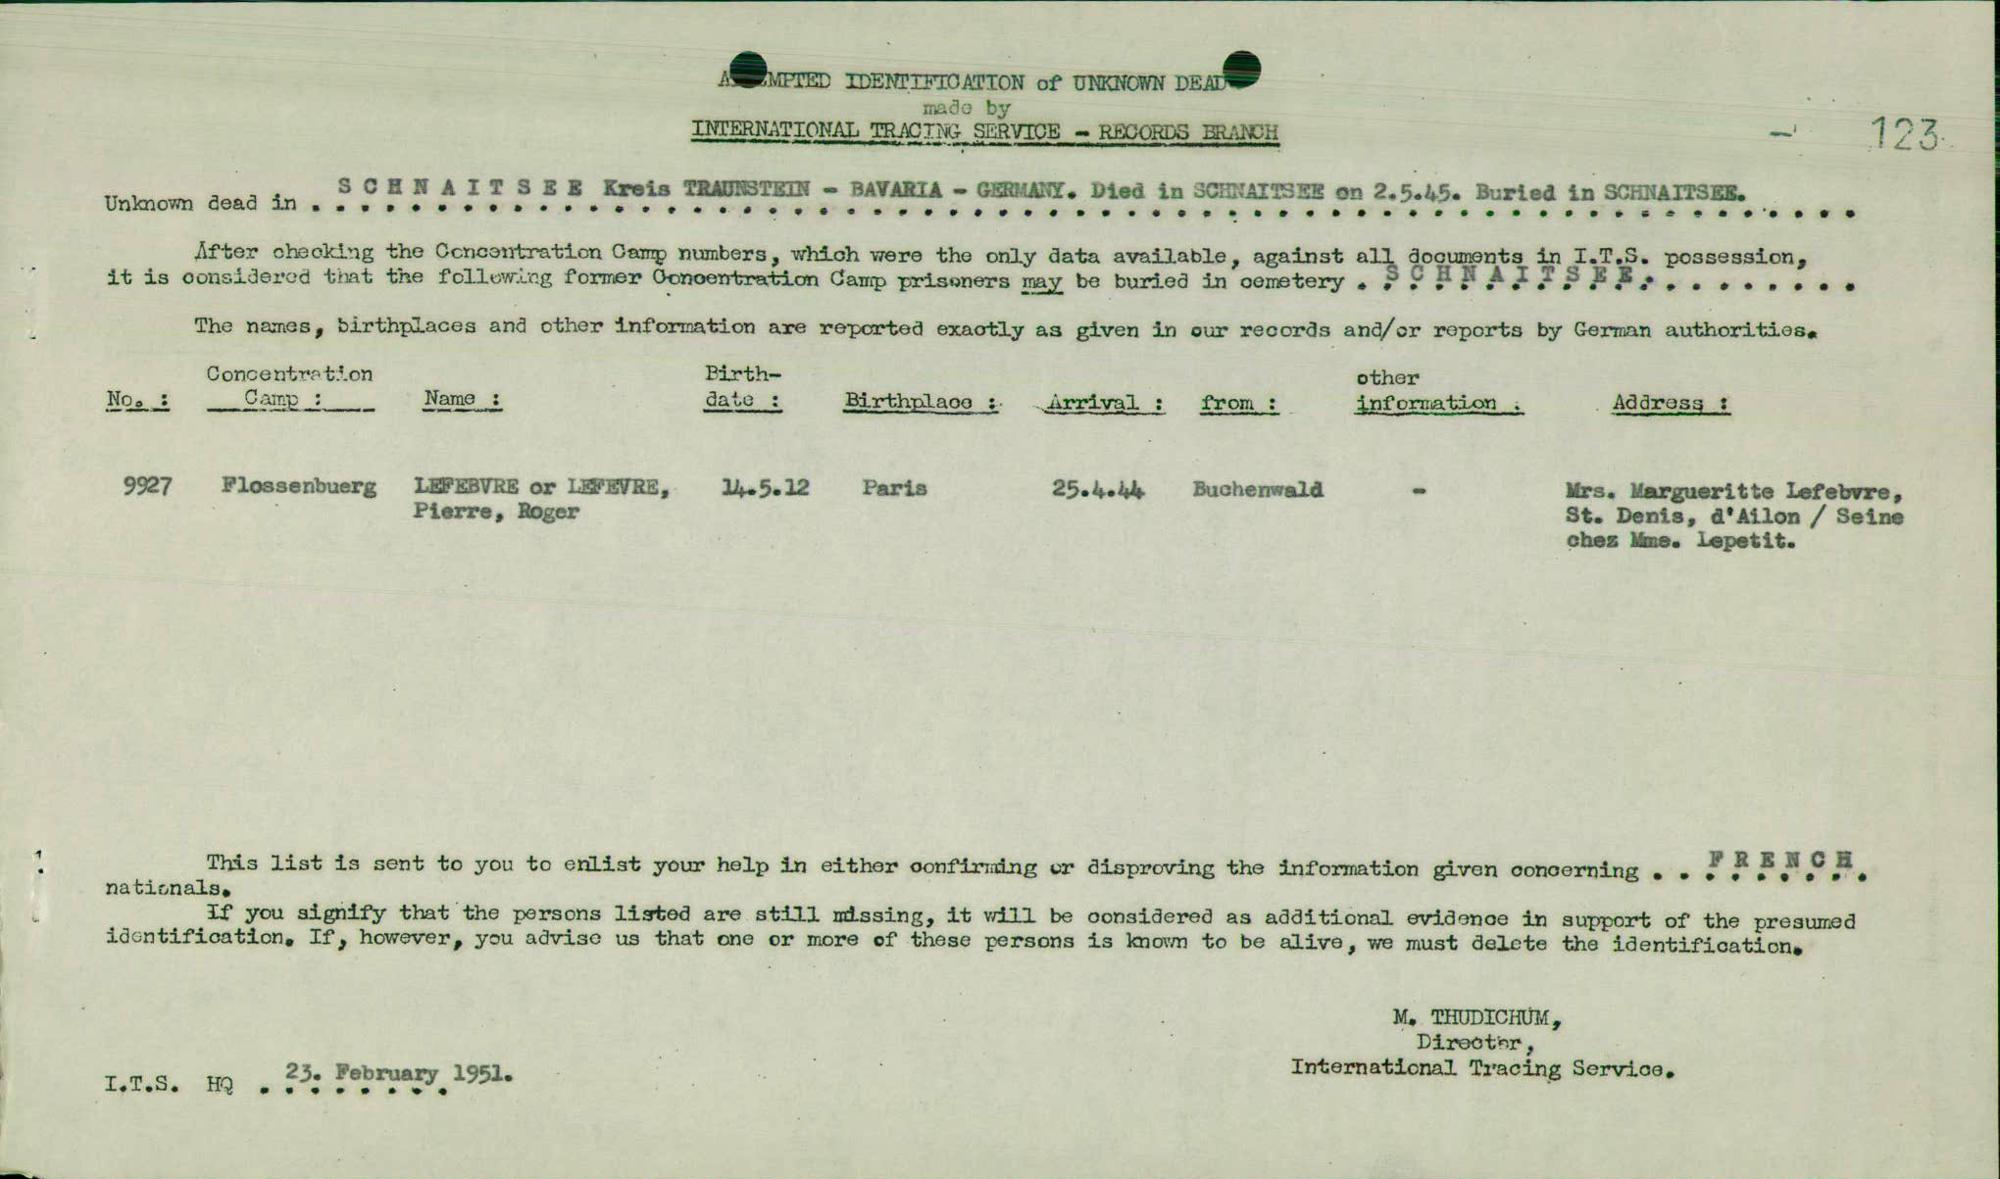 ATTEMPTED IDENTIFICATION of UNKNOWN DEAD
made by
INTERNATIONAL TRACING SERVICE - RECORDS BRANCH
- 123
Unknown dead in . S C H N A I T S E E Kreis TRAUNSTEIN - BAVARIA - GERMANY. Died in SCHNAITSEE on 2.5.45. Buried in SCHNAITSEE.
After checking the Concentration Camp numbers, which were the only data available, against all documents in I.T.S. possession,
it is considered that the following former Concentration Camp prisoners may be buried in cemetery . S C H N A I T S E E.
The names, birthplaces and other information are reported exactly as given in our records and/or reports by German authorities.
No. : Concentration Camp : Name : Birth-date : Birthplace : Arrival : from : other information : Address :
9927 Flossenbuerg LEFEBVRE or LEFEVRE, 14.5.12 Paris 25.4.44 Buchenwald - Mrs. Margueritte Lefebvre,
Pierre, Roger St. Denis, d'Ailon / Seine
chez Mme. Lepetit.
This list is sent to you to enlist your help in either confirming or disproving the information given concerning . . F R E N C H
nationals.
If you signify that the persons listed are still missing, it will be considered as additional evidence in support of the presumed
identification. If, however, you advise us that one or more of these persons is known to be alive, we must delete the identification.
M. THUDICHUM,
Director,
International Tracing Service.
I.T.S. HQ . 23. February 1951.